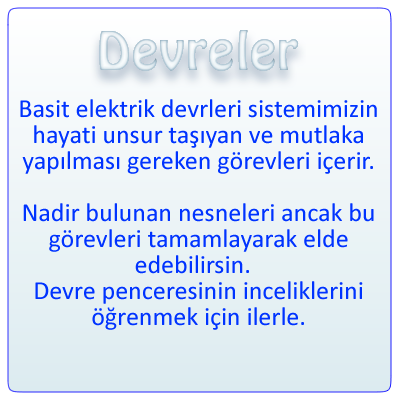 Devreler
Basit elektrik devrleri sistemimizin
hayati unsur taşıyan ve mutlaka
yapılması gereken görevleri içerir.
Nadir bulunan nesneleri ancak bu
görevleri tamamlayarak elde
edebilirsin.
Devre penceresinin inceliklerini
öğrenmek için ilerle.